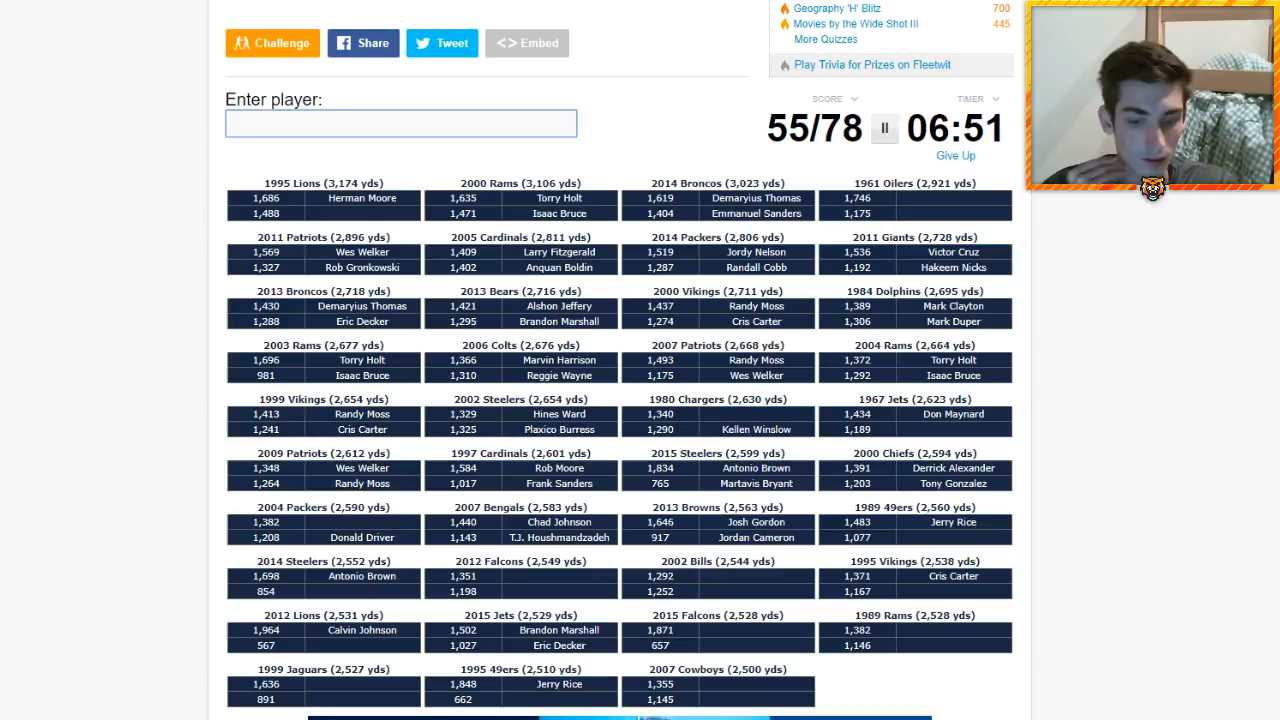 Geography 'H' Blitz 700
Movies by the Wide Shot III 445
More Quizzes
Play Trivia for Prizes on Fleetwit
Challenge Share Tweet <> Embed
Enter player:
SCORE TIMER
55/78 06:51
Give Up
1995 Lions (3,174 yds) 2000 Rams (3,106 yds) 2014 Broncos (3,023 yds) 1961 Oilers (2,921 yds)
1,686 Herman Moore 1,635 Torry Holt 1,619 Demaryius Thomas 1,746
1,488 1,471 Isaac Bruce 1,404 Emmanuel Sanders 1,175
2011 Patriots (2,896 yds) 2005 Cardinals (2,811 yds) 2014 Packers (2,806 yds) 2011 Giants (2,728 yds)
1,569 Wes Welker 1,409 Larry Fitzgerald 1,519 Jordy Nelson 1,536 Victor Cruz
1,327 Rob Gronkowski 1,402 Anquan Boldin 1,287 Randall Cobb 1,192 Hakeem Nicks
2013 Broncos (2,718 yds) 2013 Bears (2,716 yds) 2000 Vikings (2,711 yds) 1984 Dolphins (2,695 yds)
1,430 Demaryius Thomas 1,421 Alshon Jeffery 1,437 Randy Moss 1,389 Mark Clayton
1,288 Eric Decker 1,295 Brandon Marshall 1,274 Cris Carter 1,306 Mark Duper
2003 Rams (2,677 yds) 2006 Colts (2,676 yds) 2007 Patriots (2,668 yds) 2004 Rams (2,664 yds)
1,696 Torry Holt 1,366 Marvin Harrison 1,493 Randy Moss 1,372 Torry Holt
981 Isaac Bruce 1,310 Reggie Wayne 1,175 Wes Welker 1,292 Isaac Bruce
1999 Vikings (2,654 yds) 2002 Steelers (2,654 yds) 1980 Chargers (2,630 yds) 1967 Jets (2,623 yds)
1,413 Randy Moss 1,329 Hines Ward 1,340 1,434 Don Maynard
1,241 Cris Carter 1,325 Plaxico Burress 1,290 Kellen Winslow 1,189
2009 Patriots (2,612 yds) 1997 Cardinals (2,601 yds) 2015 Steelers (2,599 yds) 2000 Chiefs (2,594 yds)
1,348 Wes Welker 1,584 Rob Moore 1,834 Antonio Brown 1,391 Derrick Alexander
1,264 Randy Moss 1,017 Frank Sanders 765 Martavis Bryant 1,203 Tony Gonzalez
2004 Packers (2,590 yds) 2007 Bengals (2,583 yds) 2013 Browns (2,563 yds) 1989 49ers (2,560 yds)
1,382 1,440 Chad Johnson 1,646 Josh Gordon 1,483 Jerry Rice
1,208 Donald Driver 1,143 T.J. Houshmandzadeh 917 Jordan Cameron 1,077
2014 Steelers (2,552 yds) 2012 Falcons (2,549 yds) 2002 Bills (2,544 yds) 1995 Vikings (2,538 yds)
1,698 Antonio Brown 1,351 1,292 1,371 Cris Carter
854 1,198 1,252 1,167
2012 Lions (2,531 yds) 2015 Jets (2,529 yds) 2015 Falcons (2,528 yds) 1989 Rams (2,528 yds)
1,964 Calvin Johnson 1,502 Brandon Marshall 1,871 1,382
567 1,027 Eric Decker 657 1,146
1999 Jaguars (2,527 yds) 1995 49ers (2,510 yds) 2007 Cowboys (2,500 yds)
1,636 1,848 Jerry Rice 1,355
891 662 1,145